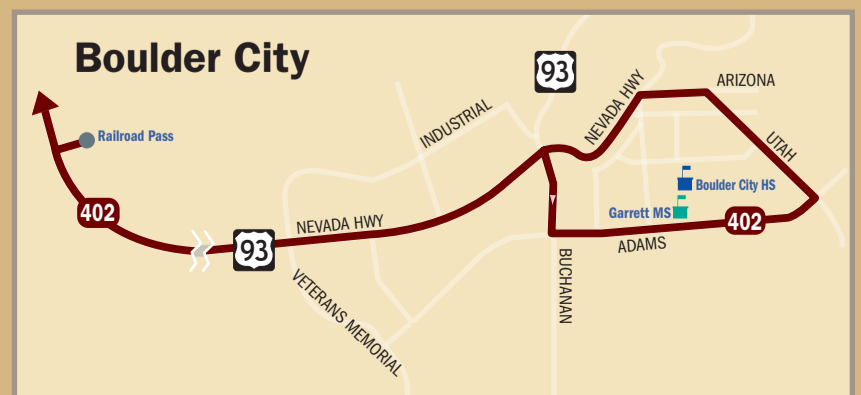 Boulder City
93
ARIZONA
NEVADA HWY
INDUSTRIAL
Railroad Pass
UTAH
Boulder City HS
Garrett MS
402
402
NEVADA HWY
93
ADAMS
BUCHANAN
VETERANS MEMORIAL